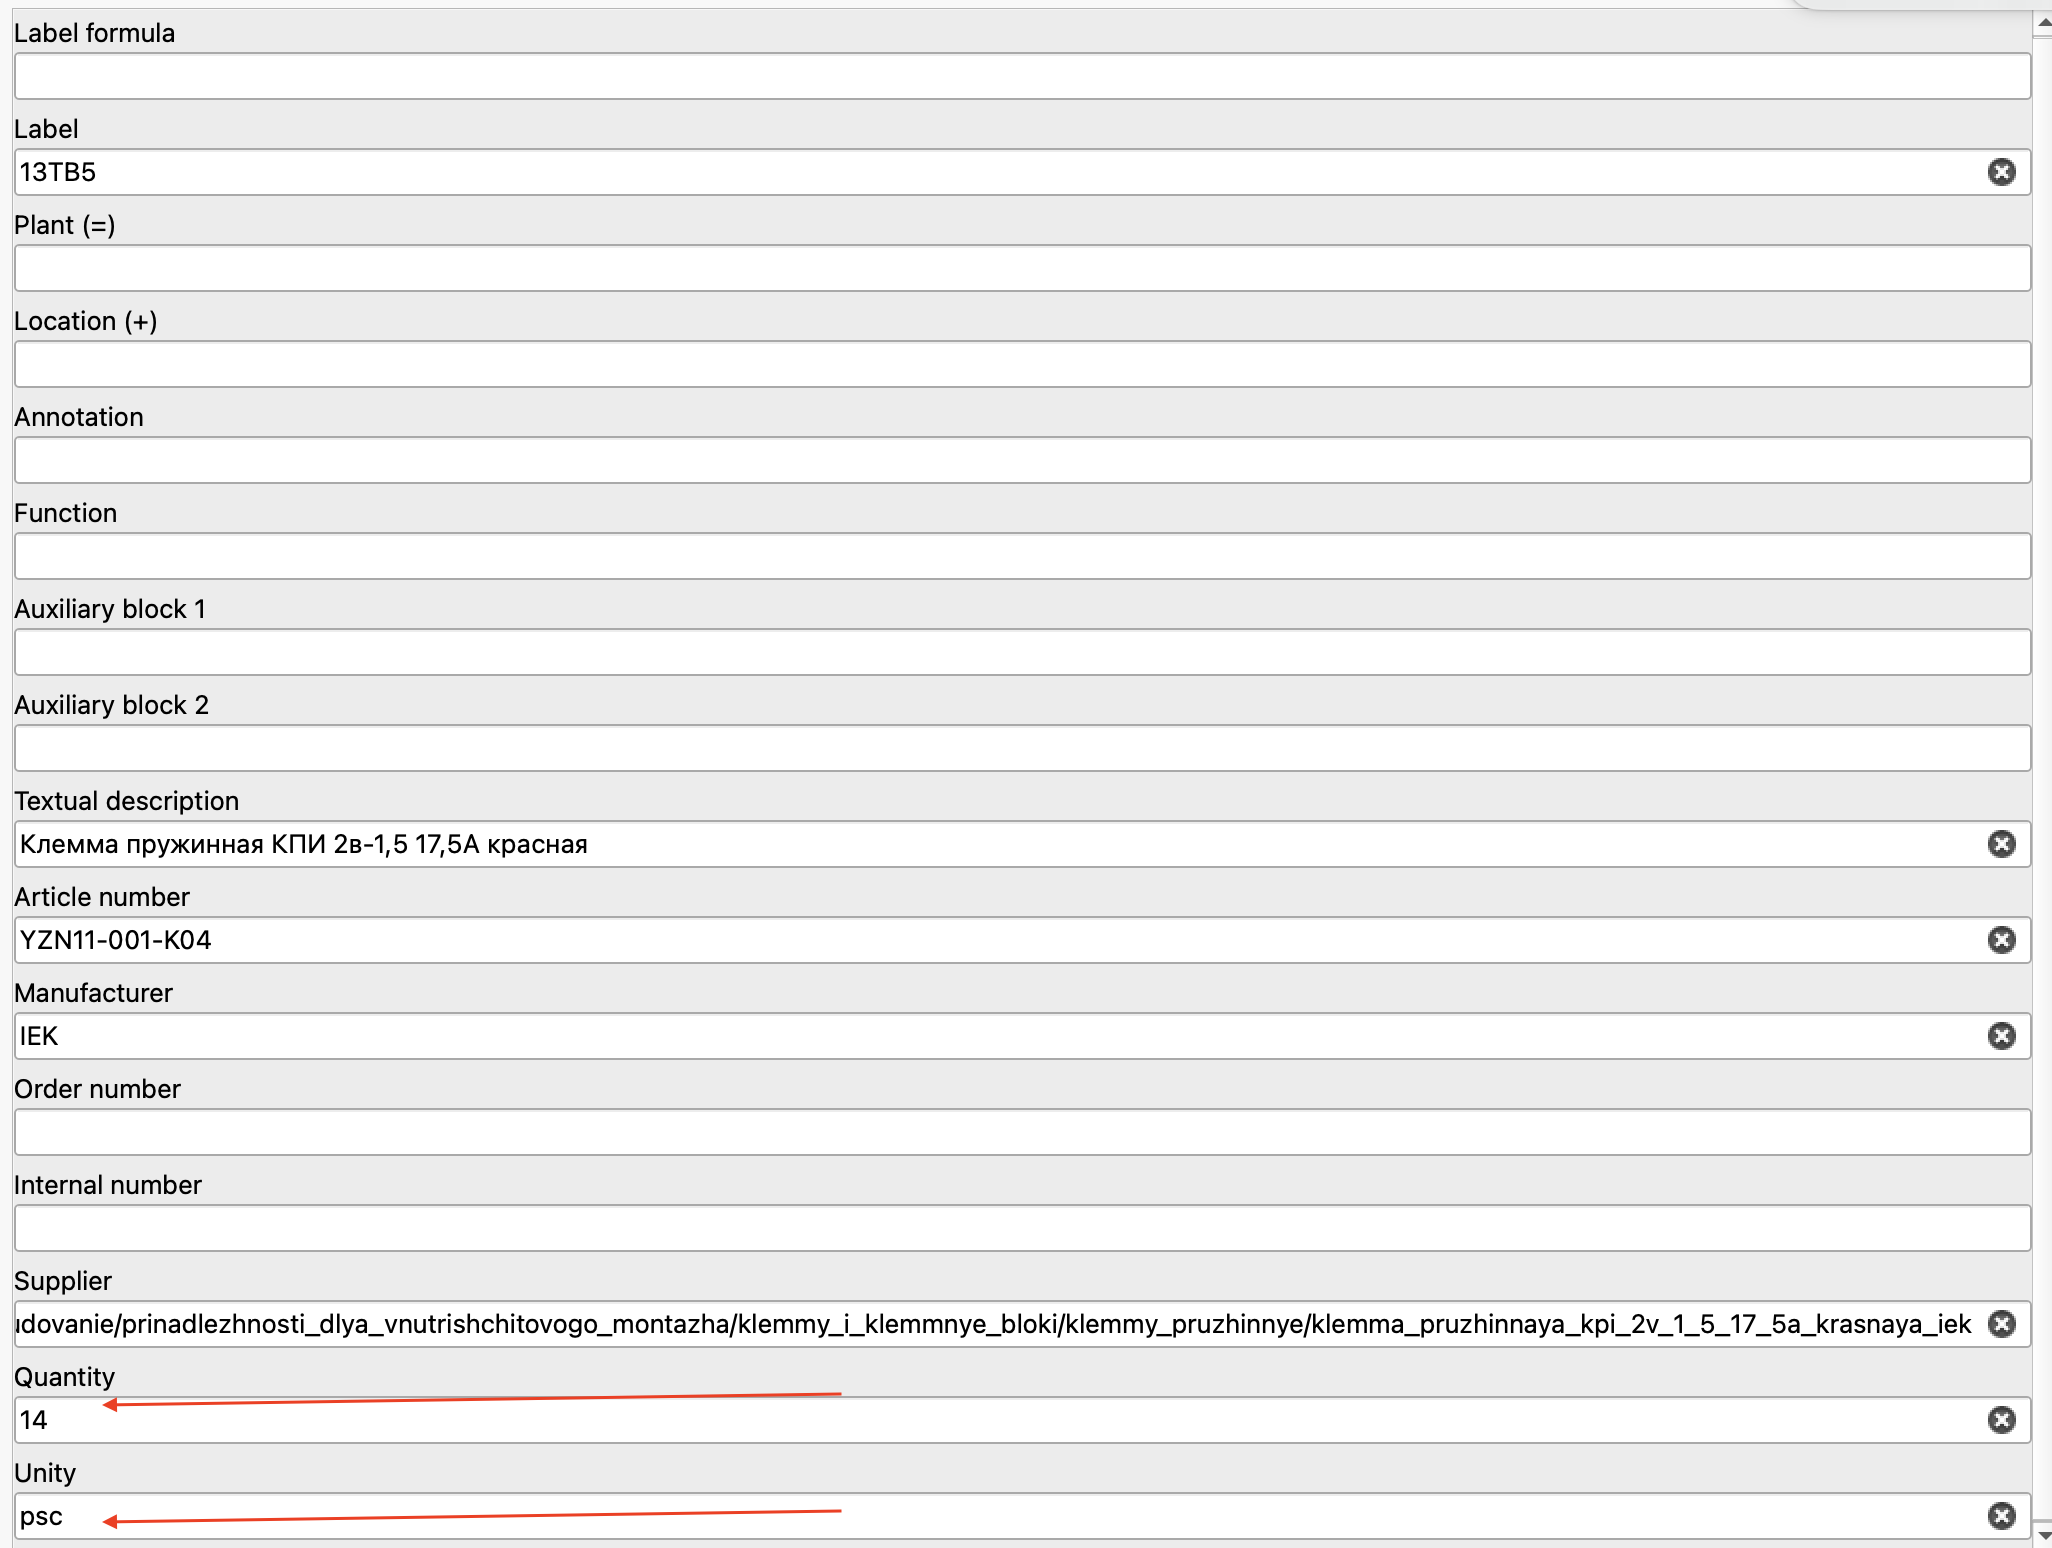 Label formula
Label
13TB5
Plant (=)
Location (+)
Annotation
Function
Auxiliary block 1
Auxiliary block 2
Textual description
Клемма пружинная КПИ 2в-1,5 17,5А красная
Article number
YZN11-001-K04
Manufacturer
IEK
Order number
Internal number
Supplier
udovanie/prinadlezhnosti_dlya_vnutrishchitovogo_montazha/klemmy_i_klemmnye_bloki/klemmy_pruzhinnye/klemma_pruzhinnaya_kpi_2v_1_5_17_5a_krasnaya_iek
Quantity
14
Unity
psc